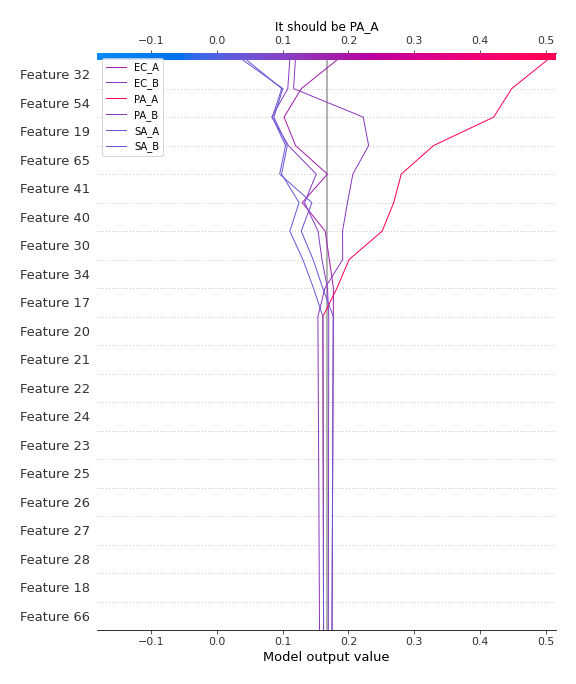 It should be PA_A
−0.1 0.0 0.1 0.2 0.3 0.4 0.5
EC_A
EC_B
PA_A
PA_B
SA_A
SA_B
Feature 32
Feature 54
Feature 19
Feature 65
Feature 41
Feature 40
Feature 30
Feature 34
Feature 17
Feature 20
Feature 21
Feature 22
Feature 24
Feature 23
Feature 25
Feature 26
Feature 27
Feature 28
Feature 18
Feature 66
−0.1 0.0 0.1 0.2 0.3 0.4 0.5
Model output value